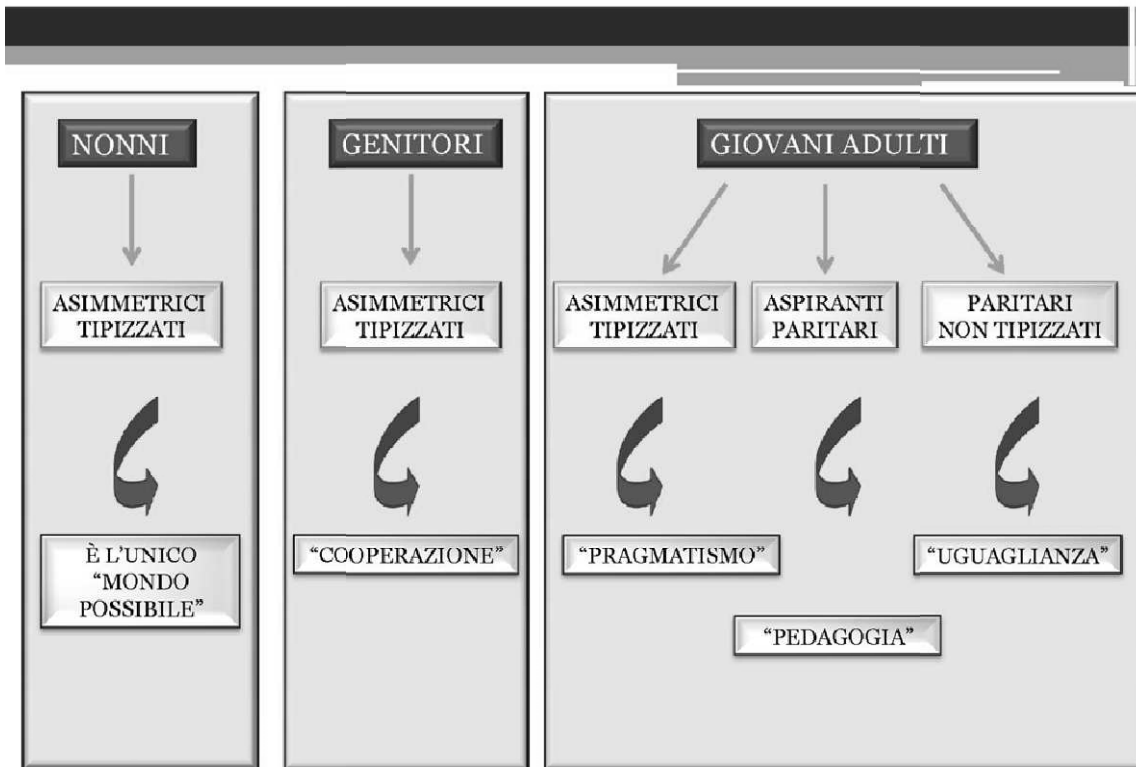 NONNI
ASIMMETRICI
TIPIZZATI
È L'UNICO
“MONDO
POSSIBILE”
GENITORI
ASIMMETRICI
TIPIZZATI
“COOPERAZIONE”
GIOVANI ADULTI
ASIMMETRICI
TIPIZZATI
ASPIRANTI
PARITARI
PARITARI
NON TIPIZZATI
“PRAGMATISMO”
“UGUAGLIANZA”
“PEDAGOGIA”